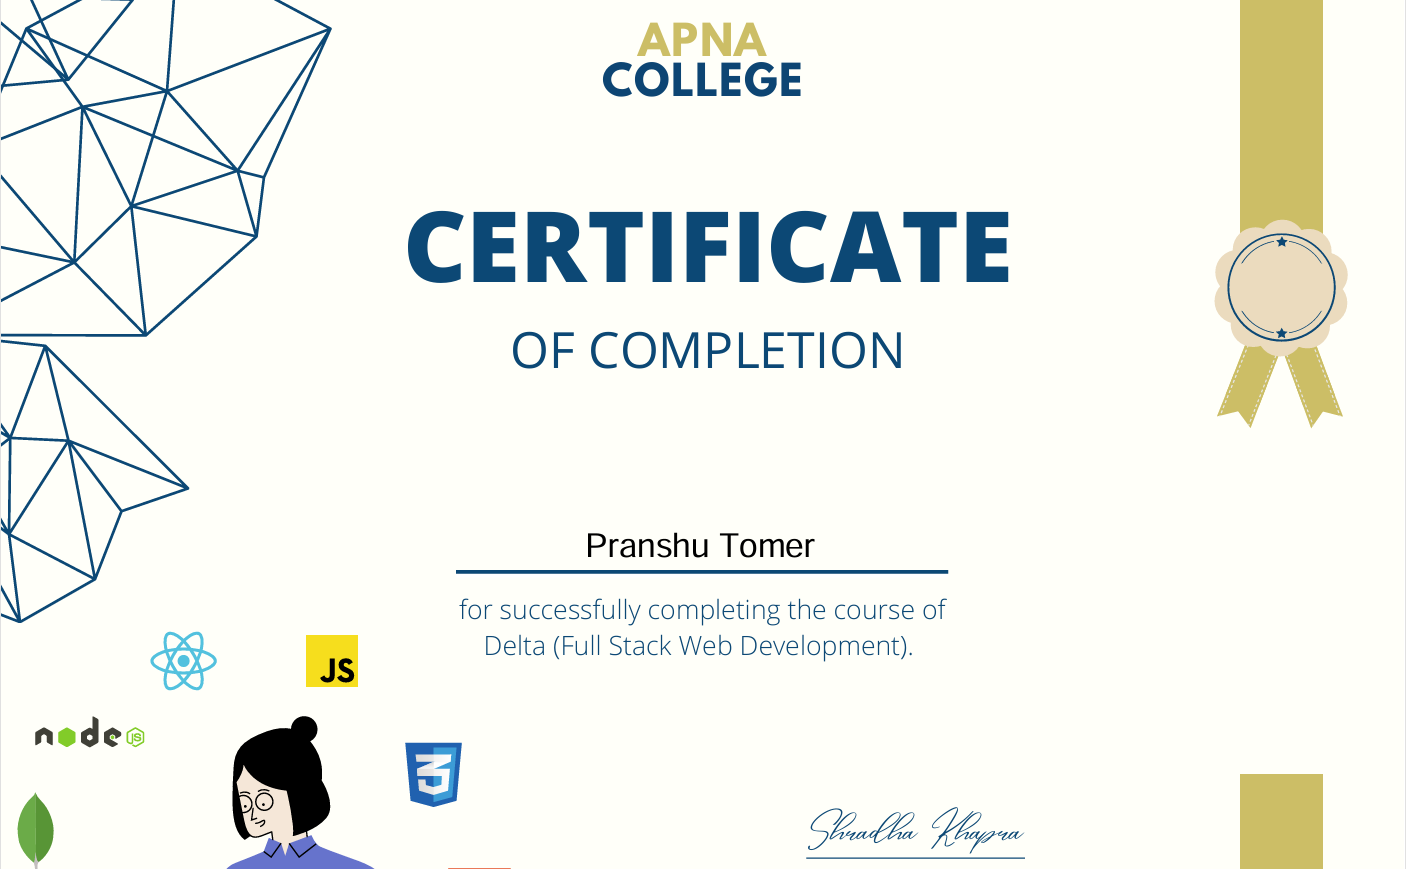 APNA
COLLEGE
CERTIFICATE
OF COMPLETION
Pranshu Tomer
for successfully completing the course of
Delta (Full Stack Web Development).
JS
node
JS
3
Shradha Khapra